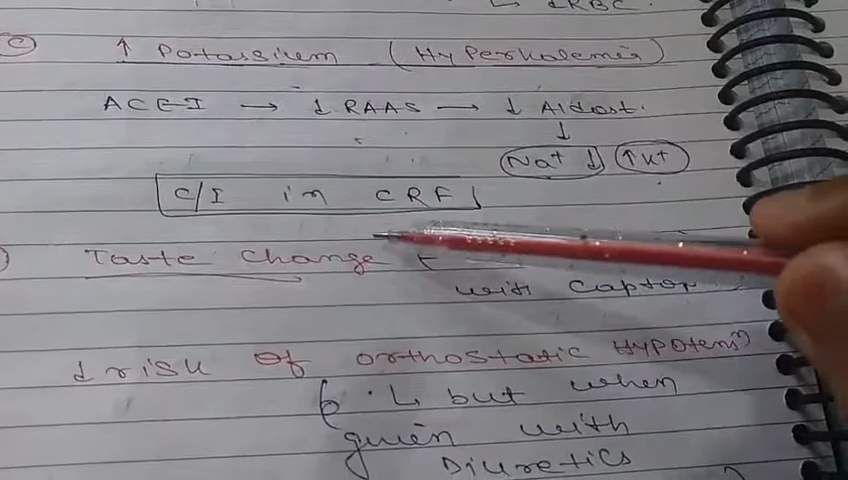 ↳ ↓RBC.
(c) ↑ Potassium (Hyperkalemia)
ACEI → ↓ RAAS → ↓ Aldost.
↓
Na+ ↓ ↑K+
C/I in CRF
Taste change
with captop
↓ risk of orthostatic Hypotens?
↳ but when
given with
Diuretics